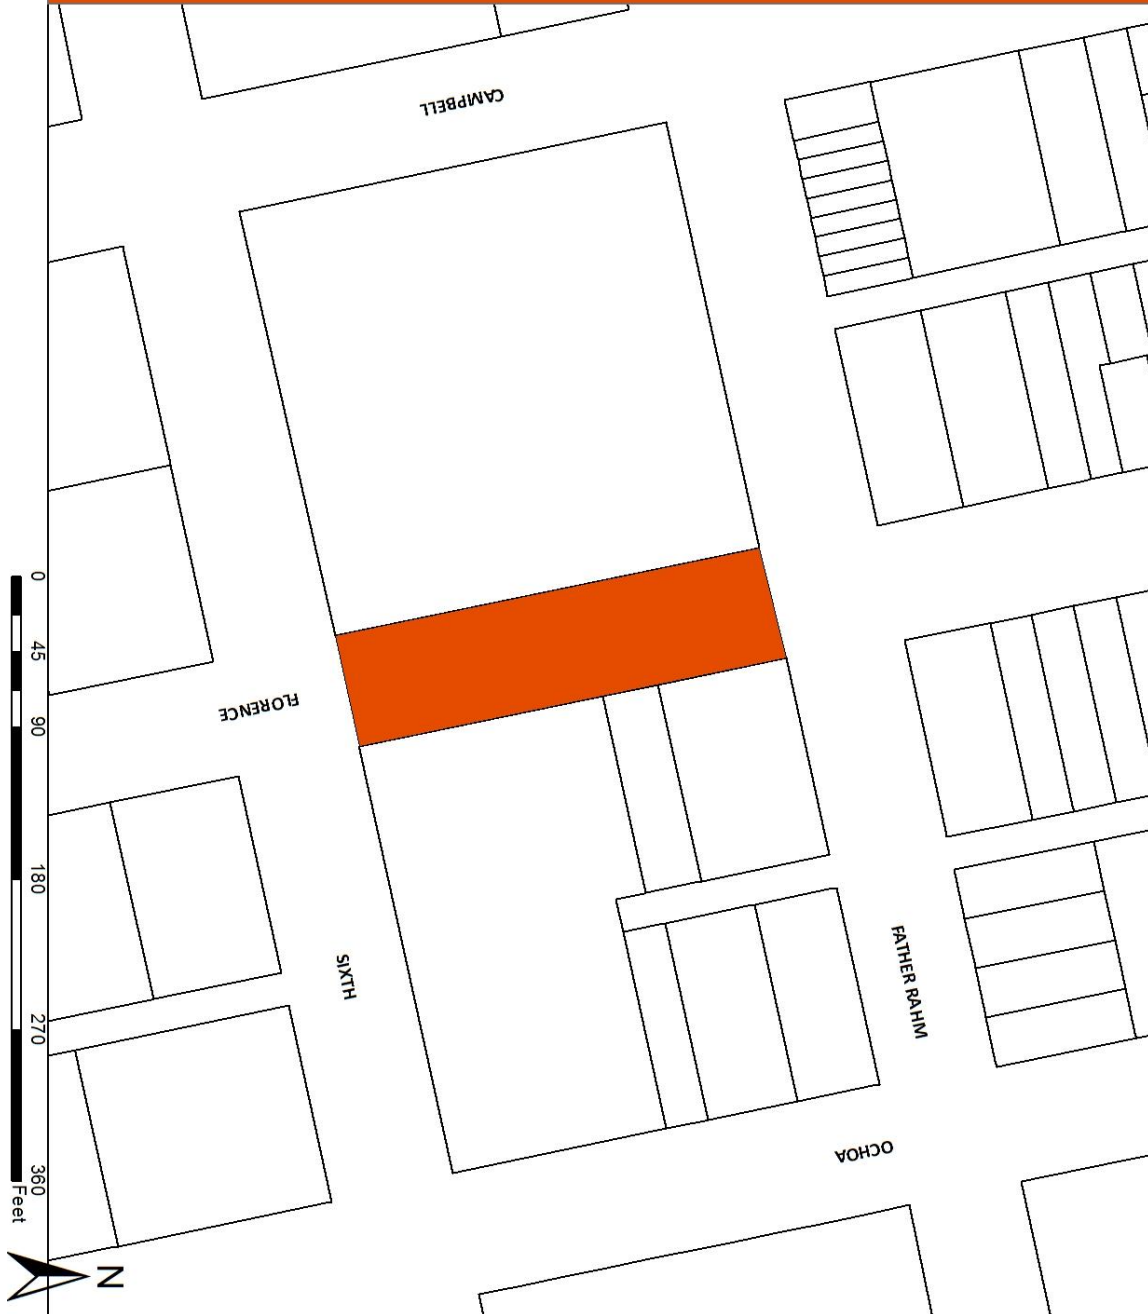 CAMPBELL
FLORENCE
SIXTH
FATHER RAHM
OCHOA
0
45
90
180
270
360
Feet
N